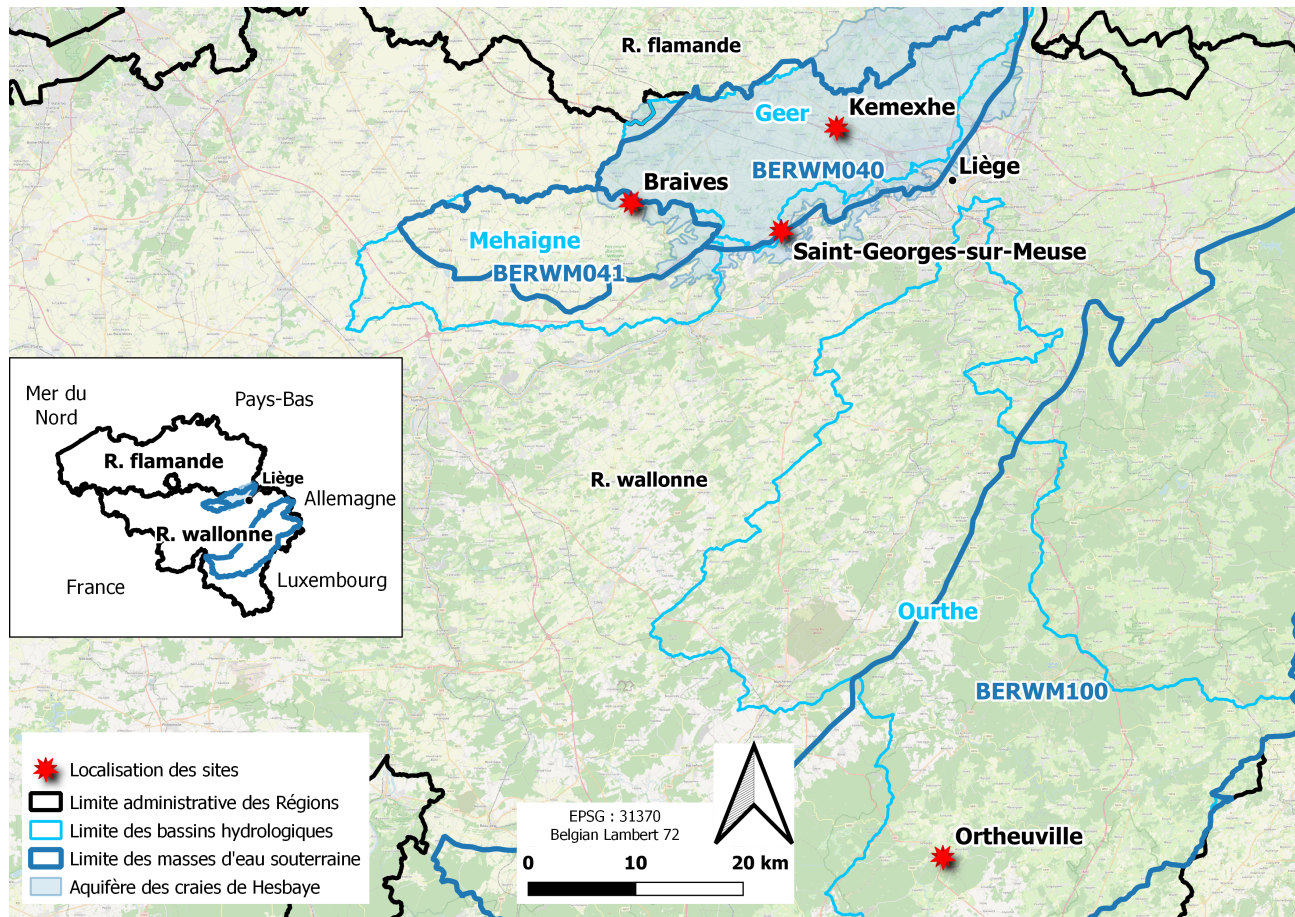 R. flamande
Geer
Kemexhe
BERWM040
Liège
Braives
Mehaigne
BERWM041
Saint-Georges-sur-Meuse
Mer du
Nord
Pays-Bas
R. flamande
Liège
Allemagne
R. wallonne
France
Luxembourg
R. wallonne
Ourthe
BERWM100
Localisation des sites
Limite administrative des Régions
Limite des bassins hydrologiques
Limite des masses d'eau souterraine
Aquifère des craies de Hesbaye
EPSG : 31370
Belgian Lambert 72
0 10 20 km
Ortheuville